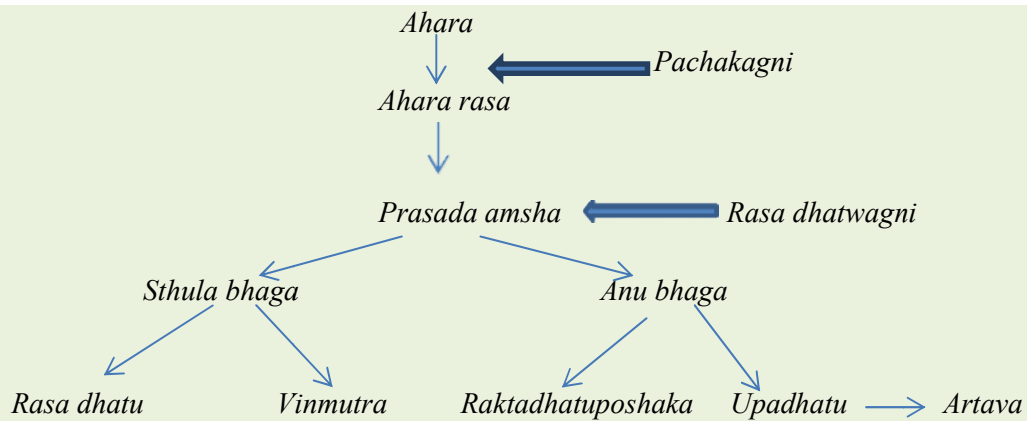 Ahara
Pachakagni
Ahara rasa
Prasada amsha
Rasa dhatwagni
Sthula bhaga
Anu bhaga
Rasa dhatu
Vinmutra
Raktadhatuposhaka
Upadhatu
Artava